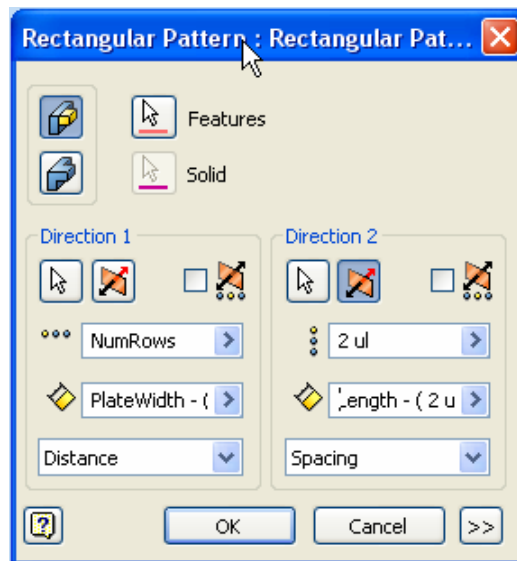 Rectangular Pattern : Rectangular Pat...
Features
Solid
Direction 1
Direction 2
NumRows
2 ul
PlateWidth - (
Length - ( 2 u
Distance
Spacing
?
OK
Cancel
>>